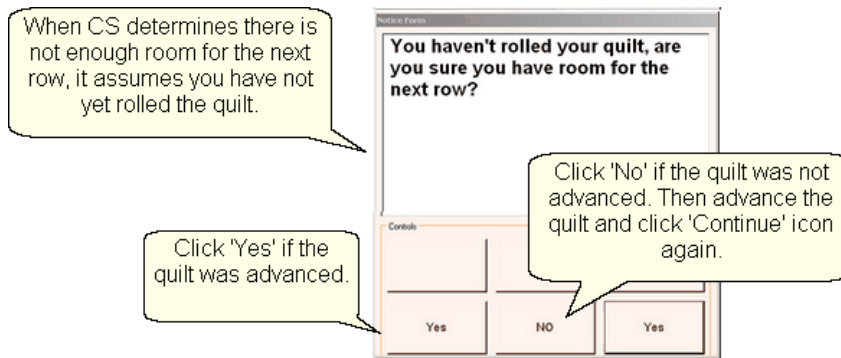 When CS determines there is
not enough room for the next
row, it assumes you have not
yet rolled the quilt.
Notice Form
You haven't rolled your quilt, are
you sure you have room for the
next row?
Click 'No' if the quilt was not
advanced. Then advance the
quilt and click 'Continue' icon
again.
Controls
Click 'Yes' if the
quilt was advanced.
Yes
NO
Yes